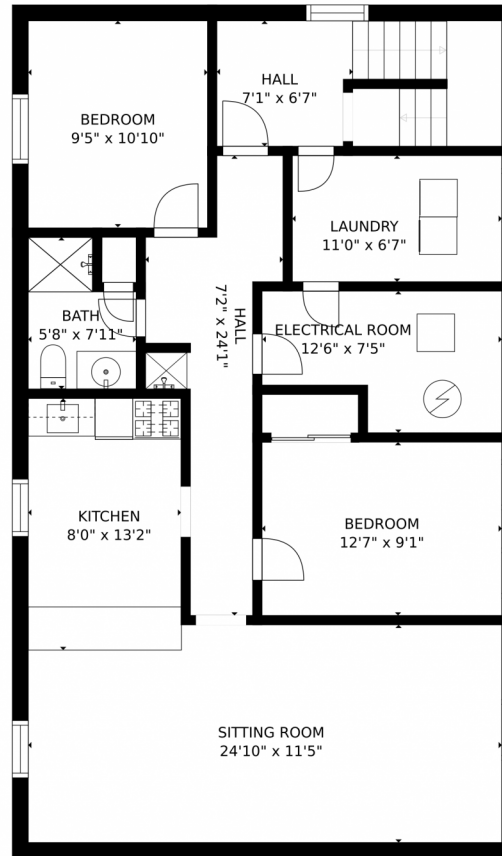 HALL
7'1" x 6'7"
BEDROOM
9'5" x 10'10"
LAUNDRY
11'0" x 6'7"
BATH
5'8" x 7'11"
HALL
7'2" x 24'1"
ELECTRICAL ROOM
12'6" x 7'5"
KITCHEN
8'0" x 13'2"
BEDROOM
12'7" x 9'1"
SITTING ROOM
24'10" x 11'5"